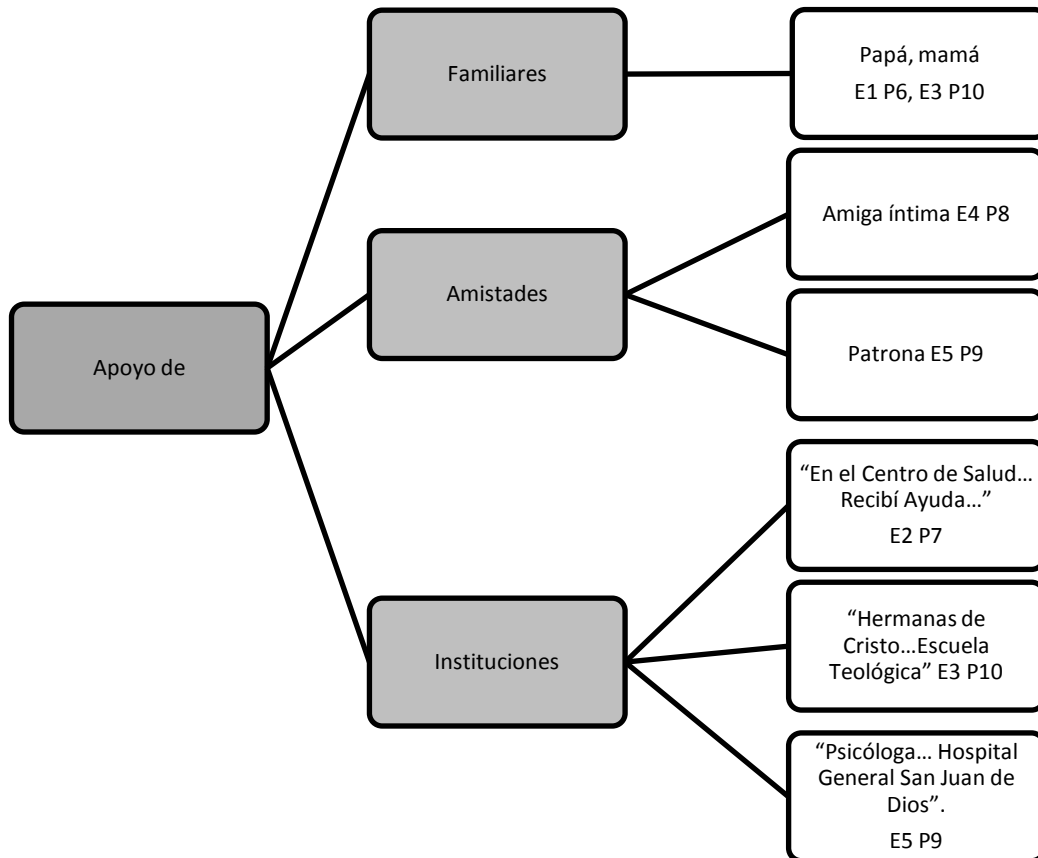 Apoyo de
Familiares
Papá, mamá
E1 P6, E3 P10
Amistades
Amiga íntima E4 P8
Patrona E5 P9
Instituciones
“En el Centro de Salud…
Recibí Ayuda…”
E2 P7
“Hermanas de
Cristo…Escuela
Teológica” E3 P10
“Psicóloga… Hospital
General San Juan de
Dios”.
E5 P9